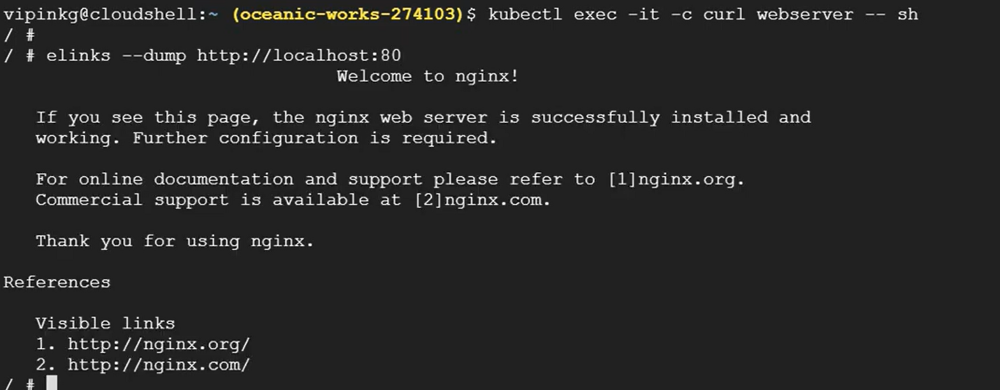 vipinkg@cloudshell:~ (oceanic-works-274103)$ kubectl exec -it -c curl webserver -- sh
/ #
/ # elinks --dump http://localhost:80
Welcome to nginx!
If you see this page, the nginx web server is successfully installed and
working. Further configuration is required.
For online documentation and support please refer to [1]nginx.org.
Commercial support is available at [2]nginx.com.
Thank you for using nginx.
References
Visible links
1. http://nginx.org/
2. http://nginx.com/
/ #